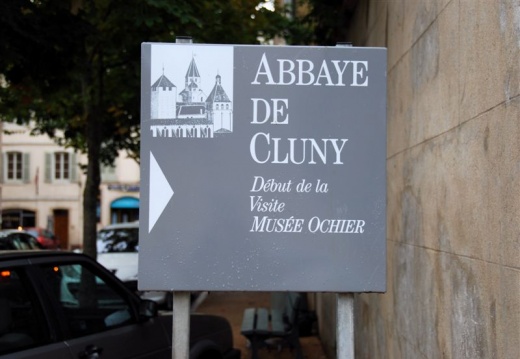 ABBAYE
DE
CLUNY
Début de la
Visite
MUSÉE OCHIER